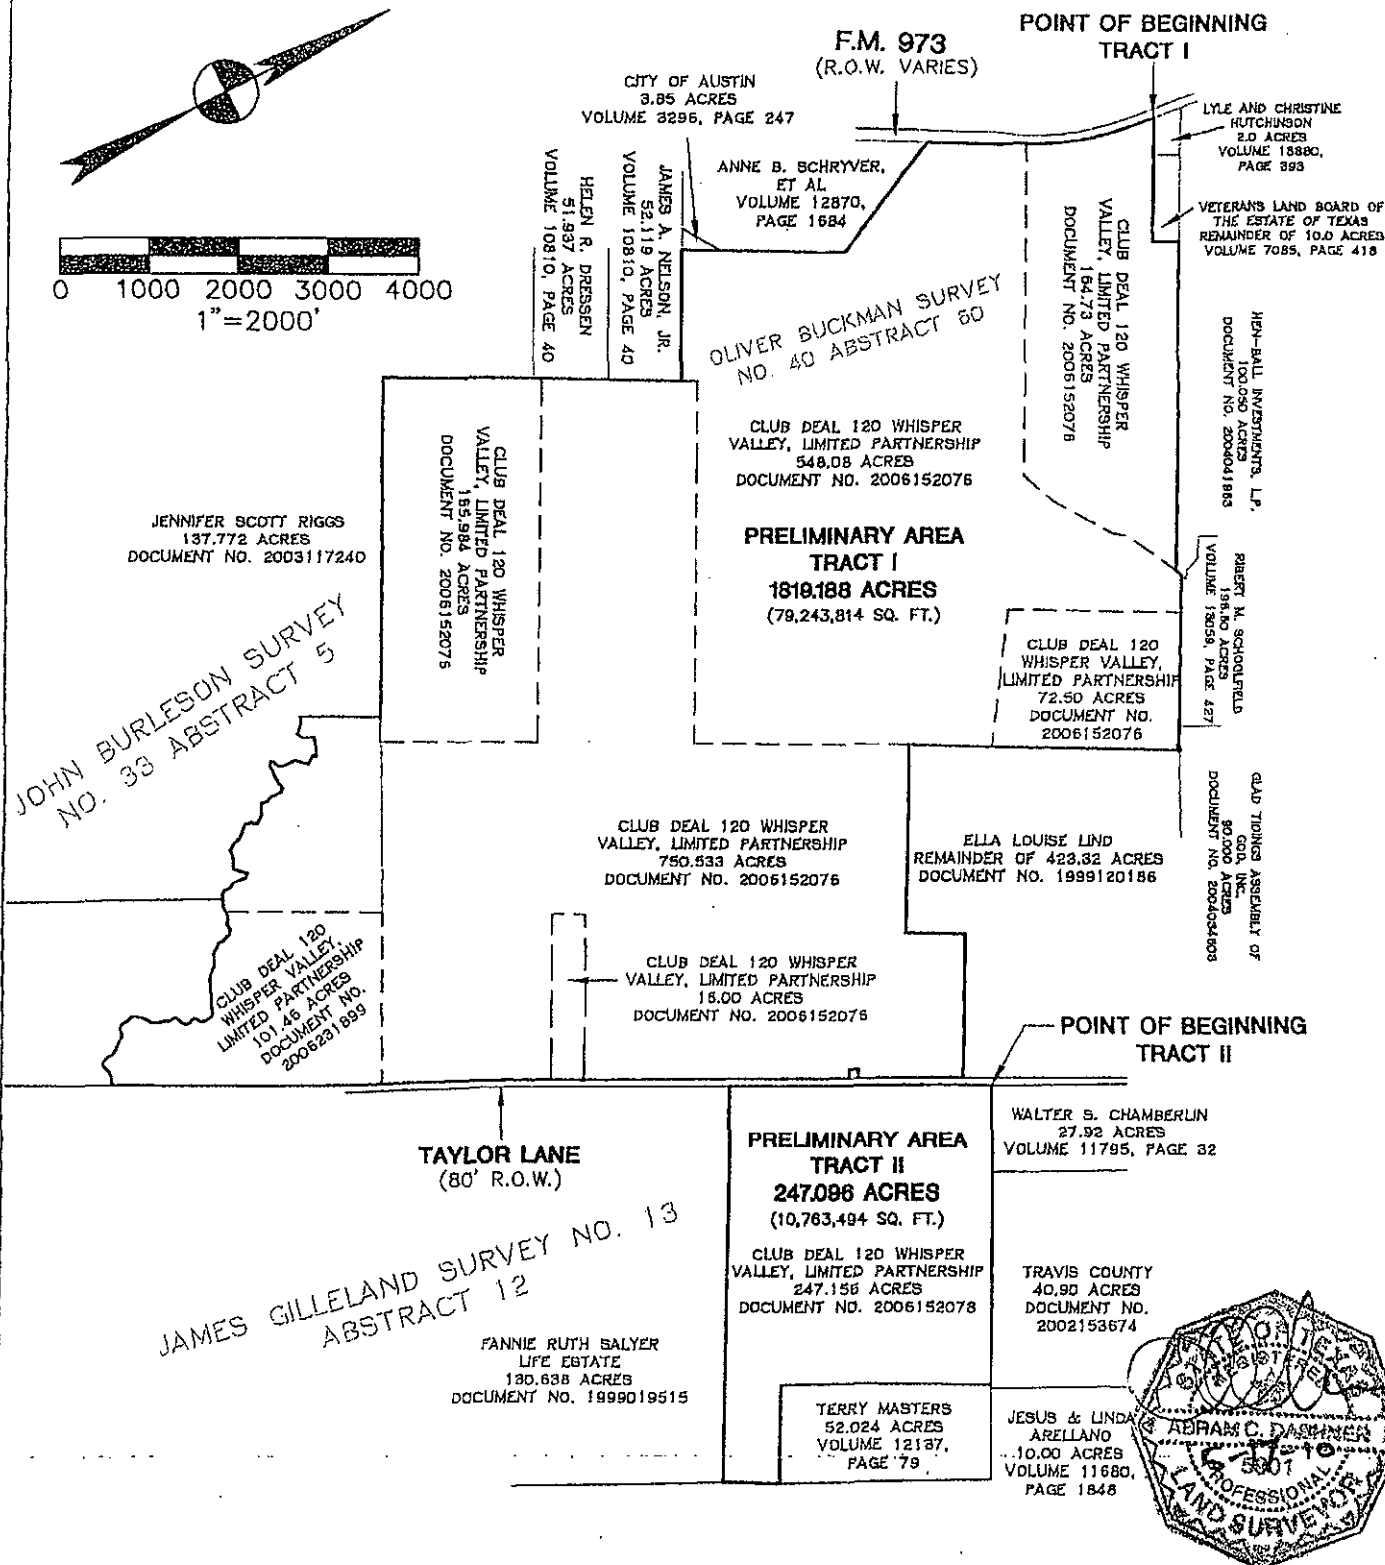 POINT OF BEGINNING
TRACT I
F.M. 973
(R.O.W. VARIES)
CITY OF AUSTIN
3.85 ACRES
VOLUME 3296, PAGE 247
LYLE AND CHRISTINE
HUTCHINSON
2.0 ACRES
VOLUME 13880,
PAGE 393
ANNE B. SCHRYVER,
ET AL
VOLUME 12870,
PAGE 1684
VETERANS LAND BOARD OF
THE ESTATE OF TEXAS
REMAINDER OF 10.0 ACRES
VOLUME 7085, PAGE 418
HELEN R. DRESSEN
51.937 ACRES
VOLUME 10810, PAGE 40
JAMES A. NELSON, JR.
52.119 ACRES
VOLUME 10810, PAGE 40
0 1000 2000 3000 4000
1"=2000'
CLUB DEAL 120 WHISPER
VALLEY, LIMITED PARTNERSHIP
164.73 ACRES
DOCUMENT NO. 2006152076
OLIVER BUCKMAN SURVEY
NO. 40 ABSTRACT 60
HEN-BALL INVESTMENTS, L.P.
100.050 ACRES
DOCUMENT NO. 2004041963
CLUB DEAL 120 WHISPER
VALLEY, LIMITED PARTNERSHIP
548.08 ACRES
DOCUMENT NO. 2006152076
CLUB DEAL 120 WHISPER
VALLEY, LIMITED PARTNERSHIP
165.984 ACRES
DOCUMENT NO. 2006152076
JENNIFER SCOTT RIGGS
137.772 ACRES
DOCUMENT NO. 2003117240
PRELIMINARY AREA
TRACT I
1819.188 ACRES
(79,243,814 SQ. FT.)
RIBERT M. SCHOOLFIELD
196.80 ACRES
VOLUME 13059, PAGE 427
JOHN BURLESON SURVEY
NO. 33 ABSTRACT 5
CLUB DEAL 120
WHISPER VALLEY,
LIMITED PARTNERSHIP
72.50 ACRES
DOCUMENT NO.
2006152076
GLAD TIDINGS ASSEMBLY OF
GOD, INC.
90.000 ACRES
DOCUMENT NO. 2004034608
CLUB DEAL 120 WHISPER
VALLEY, LIMITED PARTNERSHIP
750.533 ACRES
DOCUMENT NO. 2006152076
ELLA LOUISE LIND
REMAINDER OF 423.32 ACRES
DOCUMENT NO. 1999120186
CLUB DEAL 120
WHISPER VALLEY,
LIMITED PARTNERSHIP
101.46 ACRES
DOCUMENT NO.
2006231899
CLUB DEAL 120 WHISPER
VALLEY, LIMITED PARTNERSHIP
15.00 ACRES
DOCUMENT NO. 2006152076
POINT OF BEGINNING
TRACT II
TAYLOR LANE
(80' R.O.W.)
WALTER S. CHAMBERLIN
27.92 ACRES
VOLUME 11795, PAGE 32
PRELIMINARY AREA
TRACT II
247.096 ACRES
(10,763,494 SQ. FT.)
CLUB DEAL 120 WHISPER
VALLEY, LIMITED PARTNERSHIP
247.156 ACRES
DOCUMENT NO. 2006152078
JAMES GILLELAND SURVEY NO. 13
ABSTRACT 12
TRAVIS COUNTY
40.90 ACRES
DOCUMENT NO.
2002153674
FANNIE RUTH SALYER
LIFE ESTATE
130.638 ACRES
DOCUMENT NO. 1999019515
TERRY MASTERS
52.024 ACRES
VOLUME 12137,
PAGE 79
JESUS & LINDA
ARELLANO
10.00 ACRES
VOLUME 11680,
PAGE 1848
STATE OF TEXAS
REGISTERED
ABRAM C. DASHNER
5901
PROFESSIONAL
LAND SURVEYOR